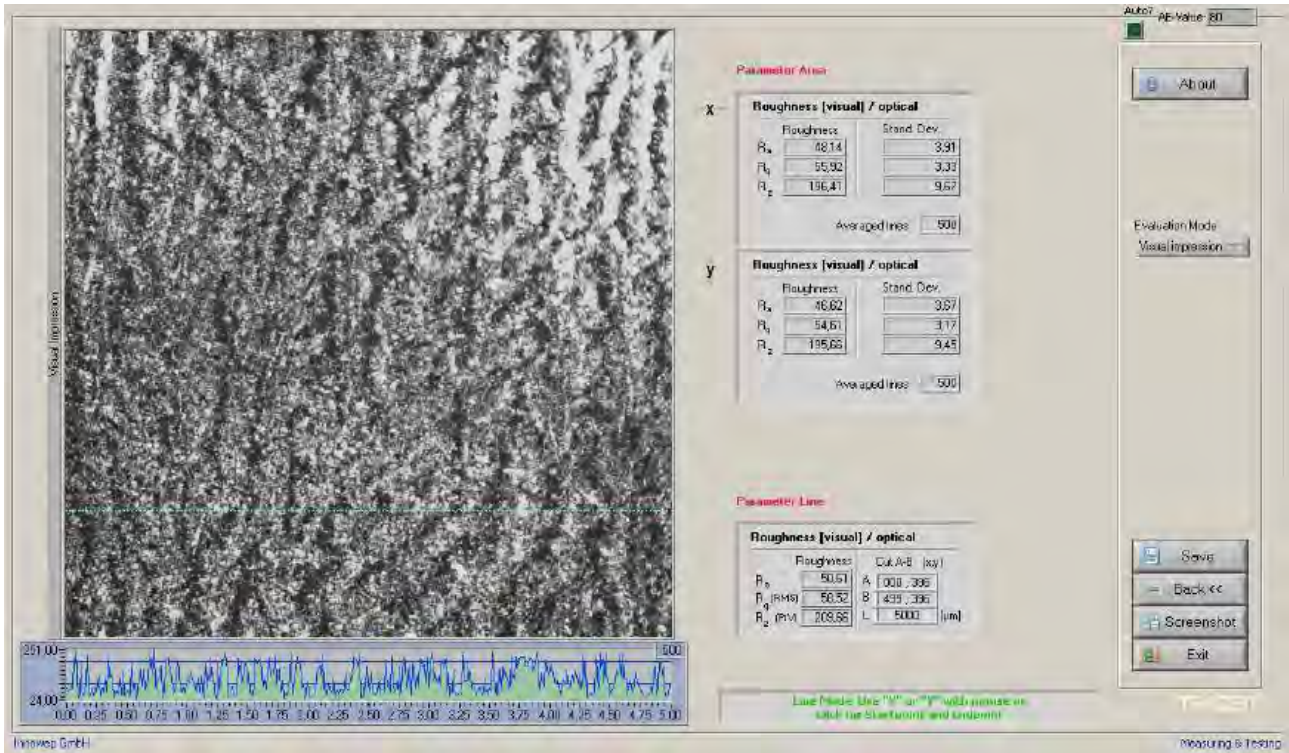 Auto?
AE-Value 80
Parameter Area
About
x
Roughness [visual] / optical
Roughness Stand. Dev.
Ra 48,14 3,91
Rq 55,92 3,33
Rz 196,41 9,67
Averaged lines 500
Evaluation Mode
Visual impression
y
Roughness [visual] / optical
Roughness Stand. Dev.
Ra 46,62 3,67
Rq 54,61 3,17
Rz 195,66 9,45
Averaged lines 500
Visual Impression
Parameter Line
Roughness [visual] / optical
Roughness Cut A-B (x,y)
Ra 50,61 A 000 , 396
Rq (RMS) 58,52 B 499 , 396
Rz 209,66 L 5000 [um]
Save
Back <<
Screenshot
Exit
251,00
500
24,00
0.00 0.25 0.50 0.75 1.00 1.25 1.50 1.75 2.00 2.25 2.50 2.75 3.00 3.25 3.50 3.75 4.00 4.25 4.50 4.75 5.00
Line Mode: Use "X" or "Y" with mouse or
click for Startpoint and Endpoint
Innowep GmbH
Measuring & Testing